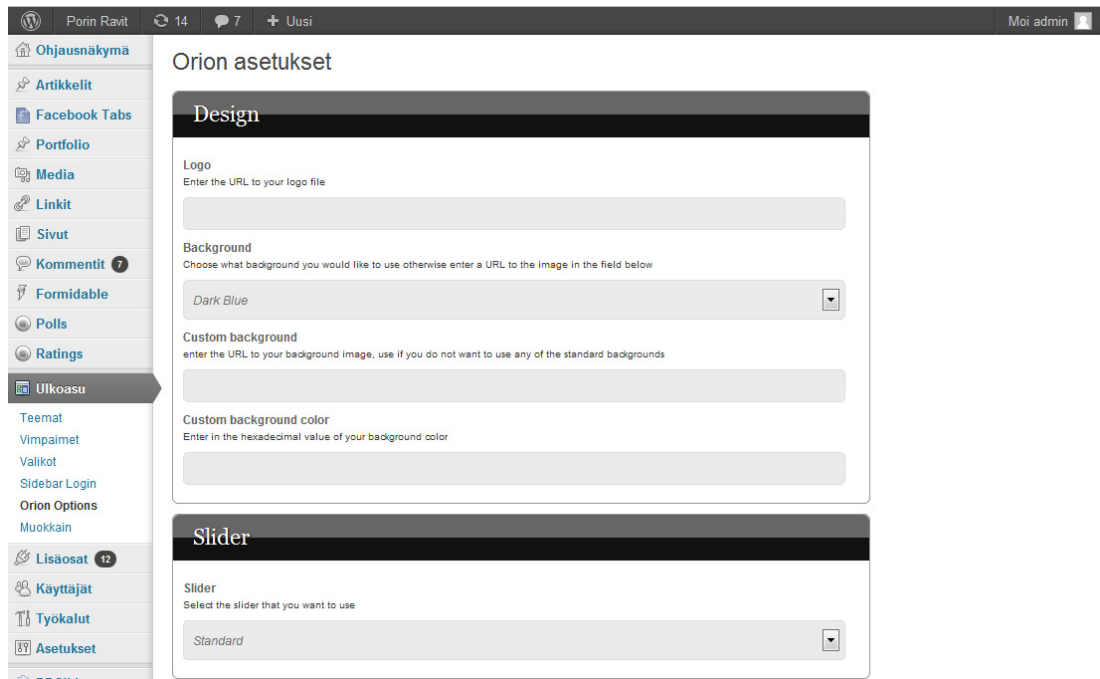 Porin Ravit 14 7 + Uusi Moi admin
Ohjausnäkymä
Artikkelit
Facebook Tabs
Portfolio
Media
Linkit
Sivut
Kommentit 7
Formidable
Polls
Ratings
Ulkoasu
Teemat
Vimpaimet
Valikot
Sidebar Login
Orion Options
Muokkain
Lisäosat 12
Käyttäjät
Työkalut
Asetukset
Orion asetukset
Design
Logo
Enter the URL to your logo file
Background
Choose what background you would like to use otherwise enter a URL to the image in the field below
Dark Blue
Custom background
enter the URL to your background image, use if you do not want to use any of the standard backgrounds
Custom background color
Enter in the hexadecimal value of your background color
Slider
Slider
Select the slider that you want to use
Standard